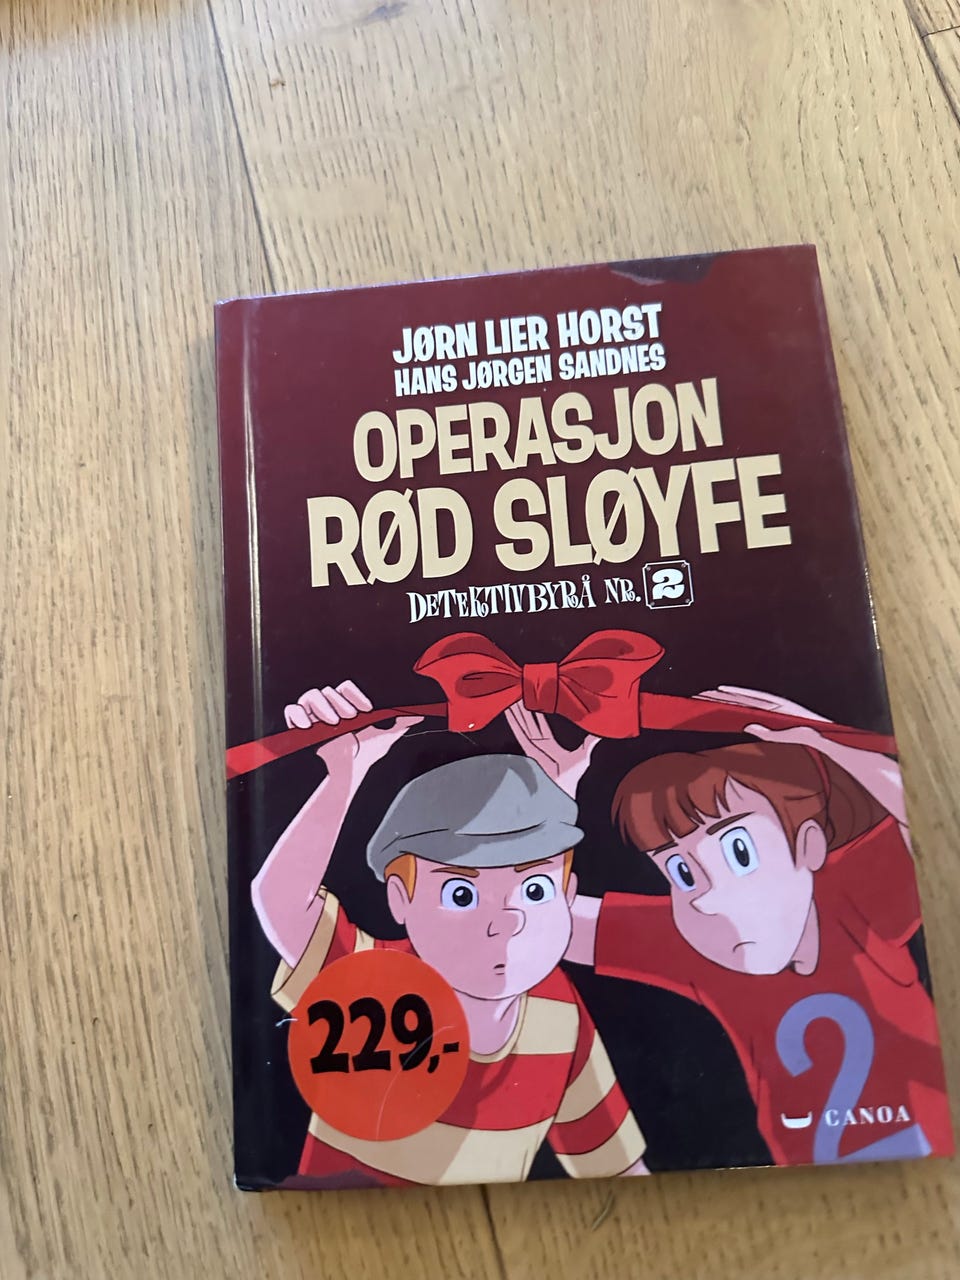 JØRN LIER HORST
HANS JØRGEN SANDNES
OPERASJON
RØD SLØYFE
DETEKTIVBYRÅ NR. 2
229,-
2
CANOA